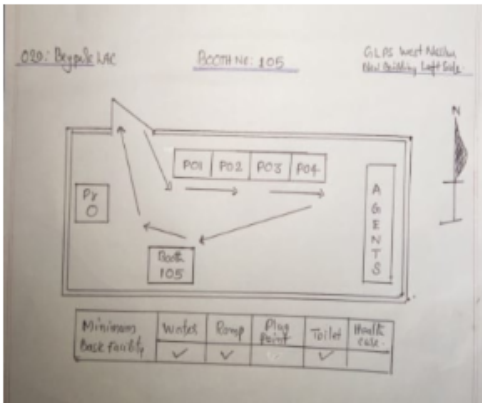 020: Beypore LAC
BOOTH NO: 105
GLPS West Nallur
New Building Left Side.
N
PO1 PO2 PO3 PO4
Pr
O
AGENTS
Booth
105
Minimum
Basic Facility
Water
Ramp
Plug
Point
Toilet
Health
care.
✓ ✓ ✓